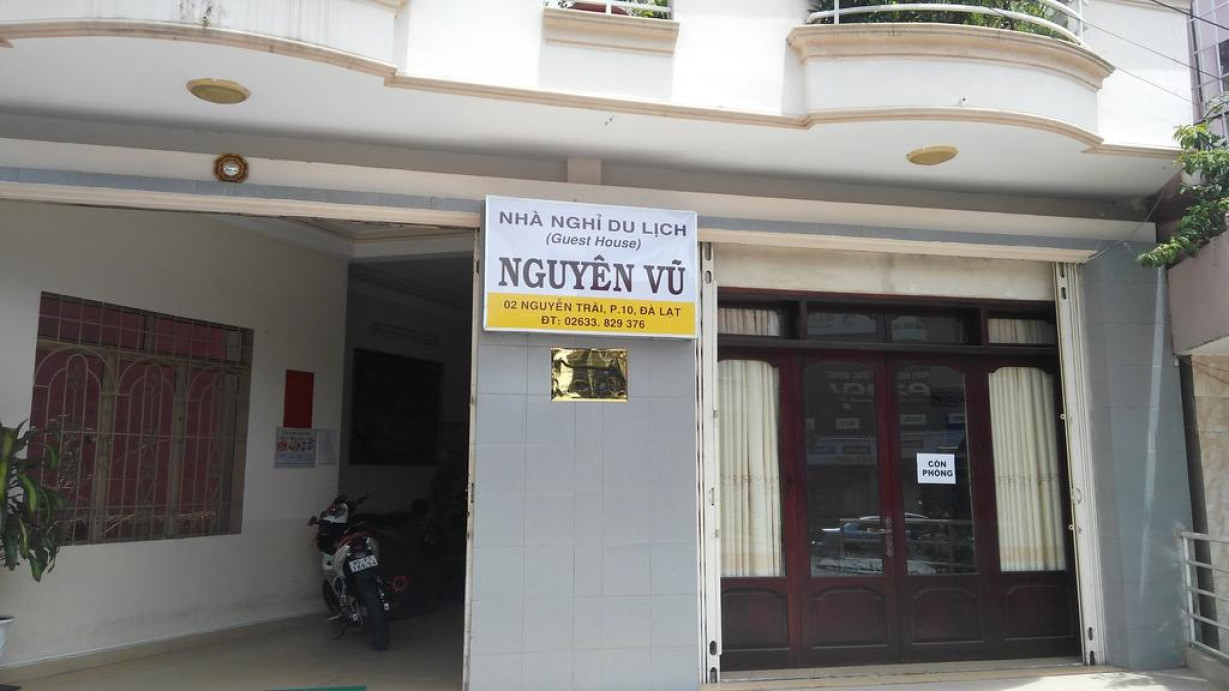 NHÀ NGHỈ DU LỊCH
(Guest House)
NGUYÊN VŨ
02 NGUYỄN TRÃI, P.10, ĐÀ LẠT
ĐT: 02633. 829 376
CÒN
PHÒNG